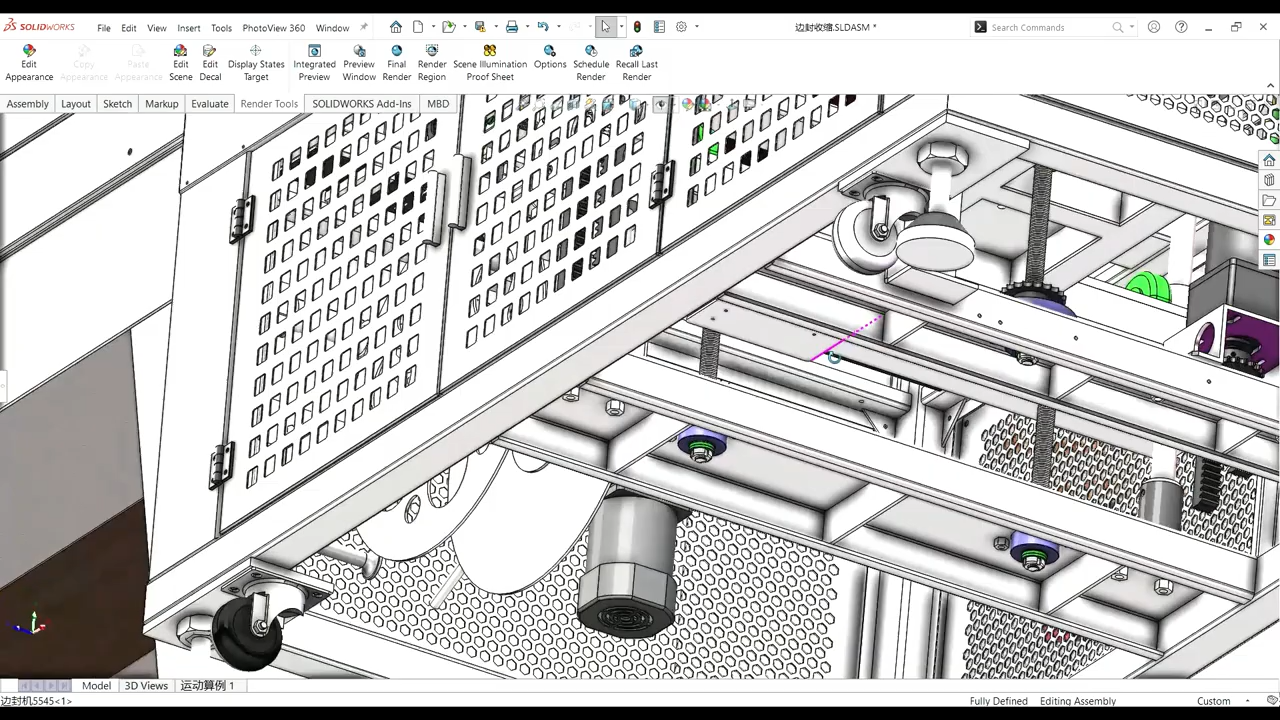 SOLIDWORKS File Edit View Insert Tools PhotoView 360 Window 边封收缩.SLDASM * Search Commands
Edit Appearance
Copy Appearance
Paste Appearance
Edit Scene
Edit Decal
Display States Target
Integrated Preview
Preview Window
Final Render
Render Region
Scene Illumination Proof Sheet
Options
Schedule Render
Recall Last Render
Assembly Layout Sketch Markup Evaluate Render Tools SOLIDWORKS Add-Ins MBD
Model 3D Views 运动算例 1
边封机5545<1> Fully Defined Editing Assembly Custom